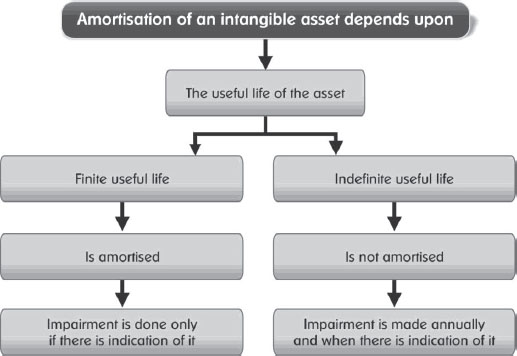 Amortisation of an intangible asset depends upon
The useful life of the asset
Finite useful life
Indefinite useful life
Is amortised
Is not amortised
Impairment is done only
if there is indication of it
Impairment is made annually
and when there is indication of it